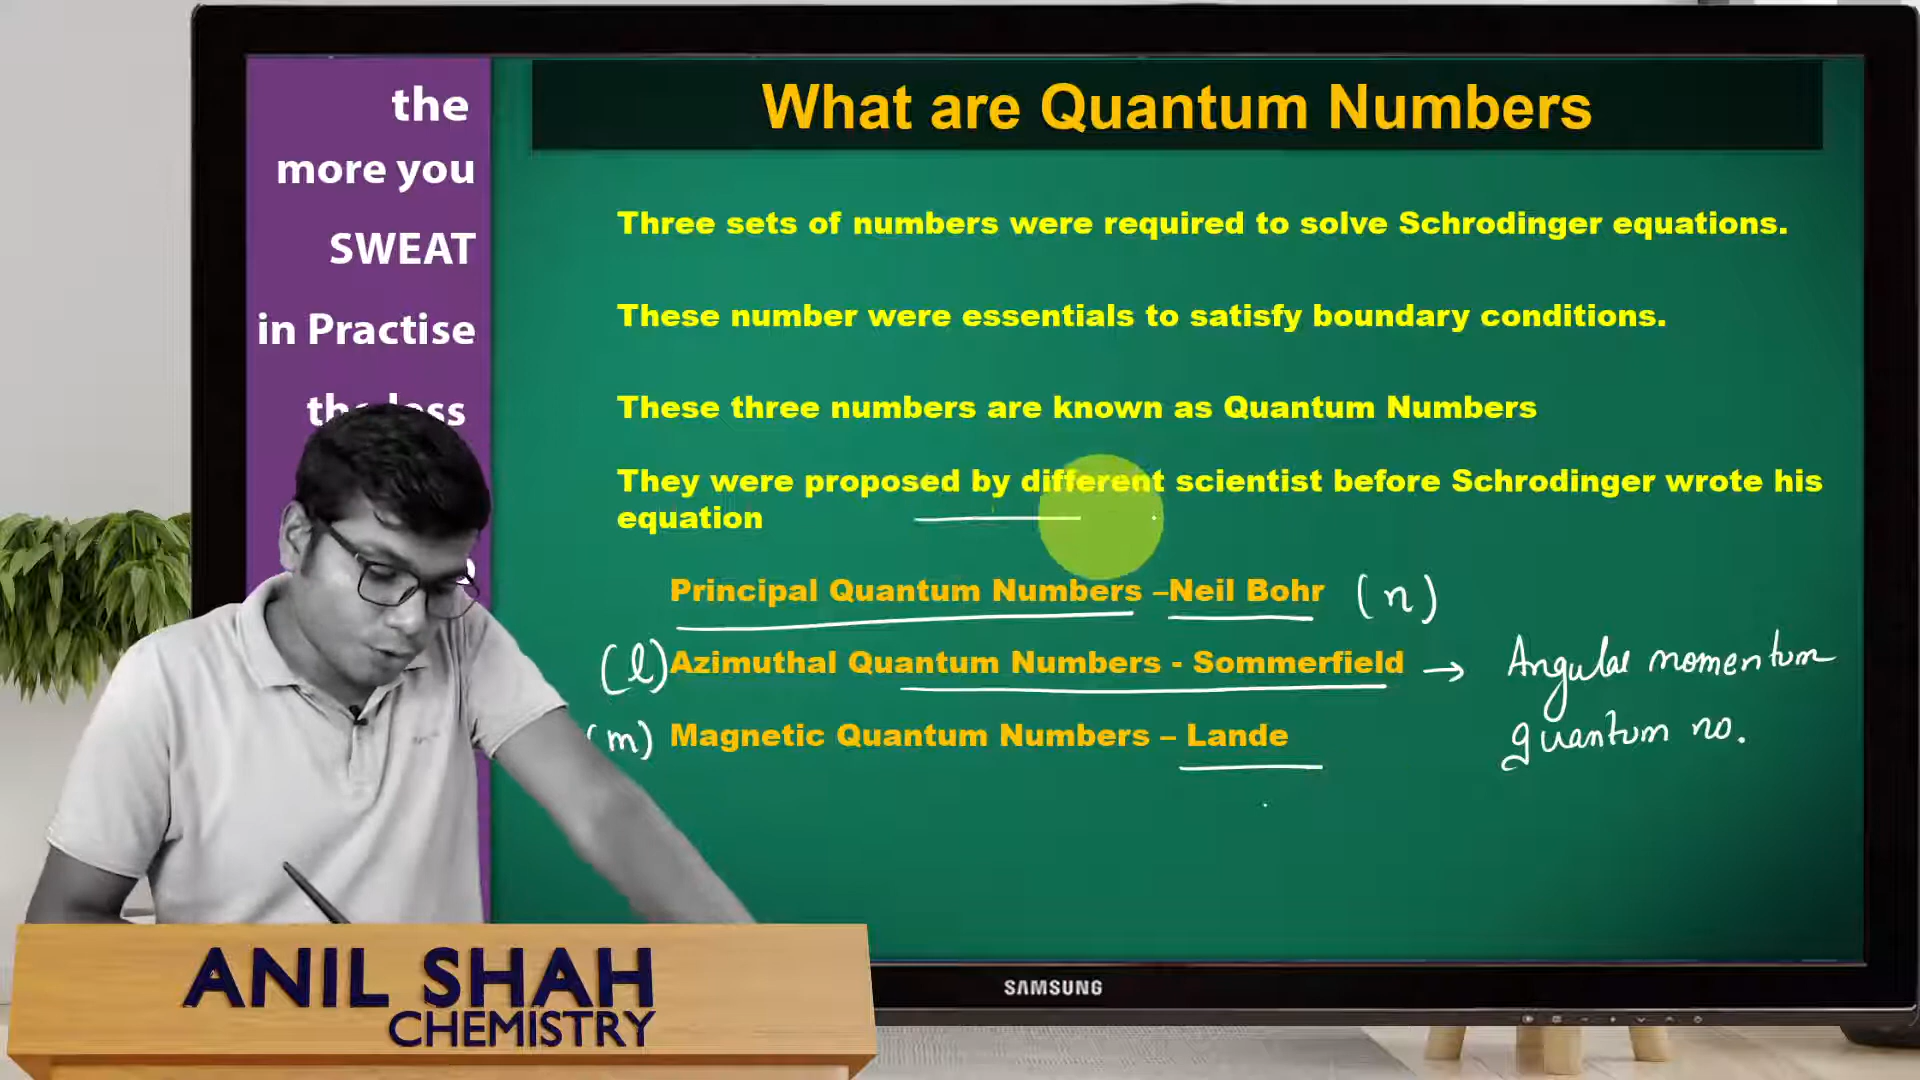 the
more you
SWEAT
in Practise
the less
What are Quantum Numbers
Three sets of numbers were required to solve Schrodinger equations.
These number were essentials to satisfy boundary conditions.
These three numbers are known as Quantum Numbers
They were proposed by different scientist before Schrodinger wrote his
equation
Principal Quantum Numbers –Neil Bohr (n)
(l) Azimuthal Quantum Numbers - Sommerfield → Angular momentum
quantum no.
(m) Magnetic Quantum Numbers – Lande
SAMSUNG
ANIL SHAH
CHEMISTRY